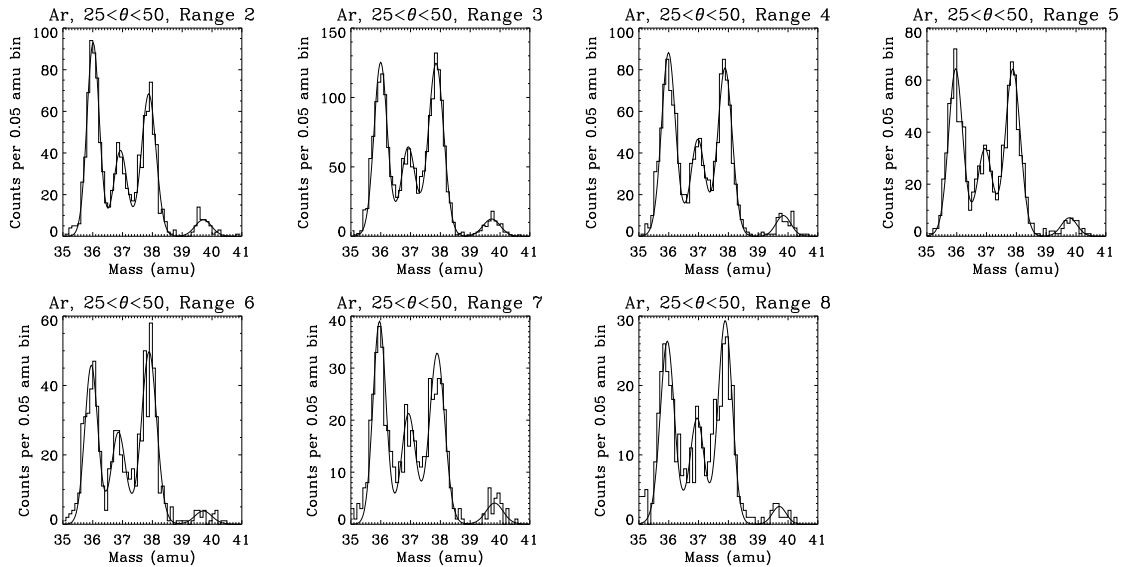 Ar, 25<θ<50, Range 2
Counts per 0.05 amu bin
100
80
60
40
20
0
35 36 37 38 39 40 41
Mass (amu)
Ar, 25<θ<50, Range 3
Counts per 0.05 amu bin
150
100
50
0
35 36 37 38 39 40 41
Mass (amu)
Ar, 25<θ<50, Range 4
Counts per 0.05 amu bin
100
80
60
40
20
0
35 36 37 38 39 40 41
Mass (amu)
Ar, 25<θ<50, Range 5
Counts per 0.05 amu bin
80
60
40
20
0
35 36 37 38 39 40 41
Mass (amu)
Ar, 25<θ<50, Range 6
Counts per 0.05 amu bin
60
40
20
0
35 36 37 38 39 40 41
Mass (amu)
Ar, 25<θ<50, Range 7
Counts per 0.05 amu bin
40
30
20
10
0
35 36 37 38 39 40 41
Mass (amu)
Ar, 25<θ<50, Range 8
Counts per 0.05 amu bin
30
20
10
0
35 36 37 38 39 40 41
Mass (amu)